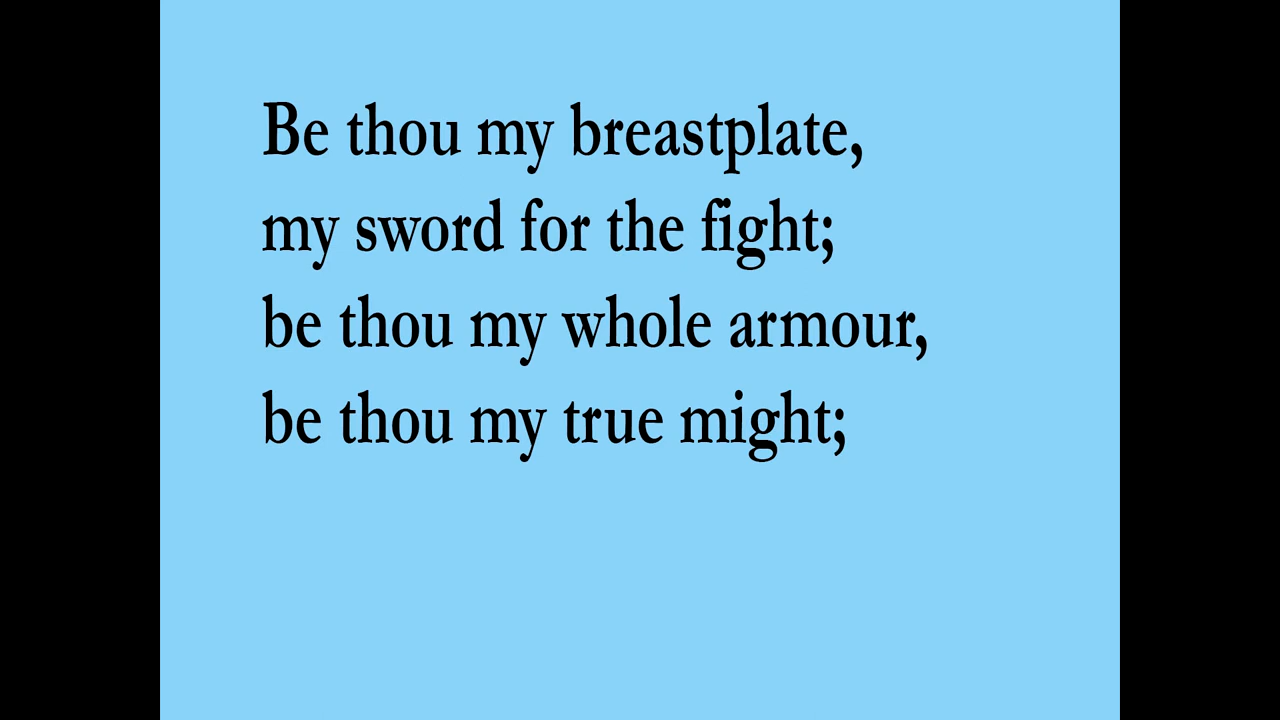 Be thou my breastplate,
my sword for the fight;
be thou my whole armour,
be thou my true might;